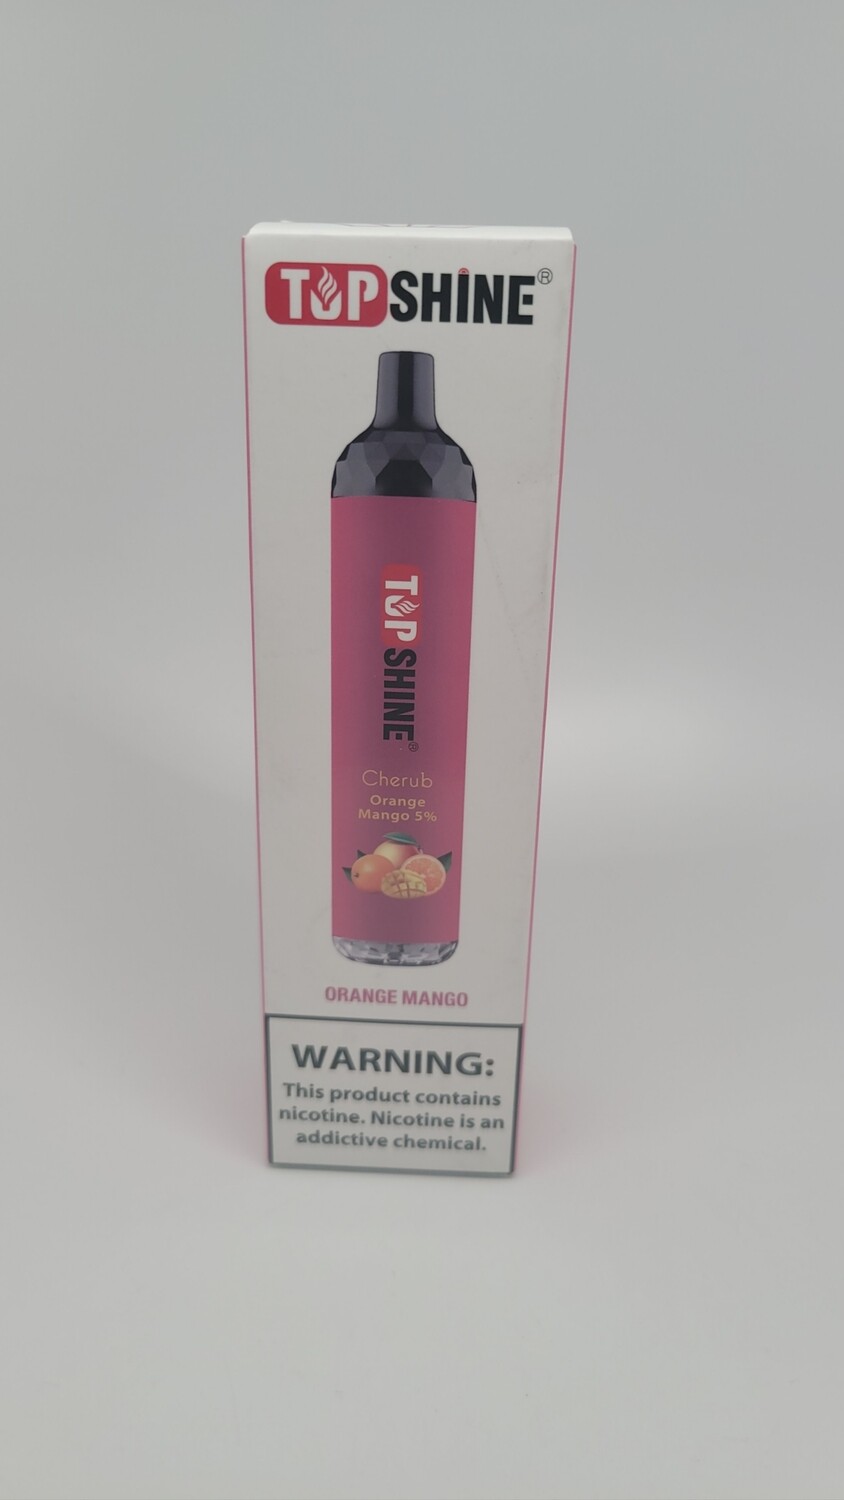 TOPSHINE®
TOPSHINE®
Cherub
Orange
Mango 5%
ORANGE MANGO
WARNING:
This product contains
nicotine. Nicotine is an
addictive chemical.